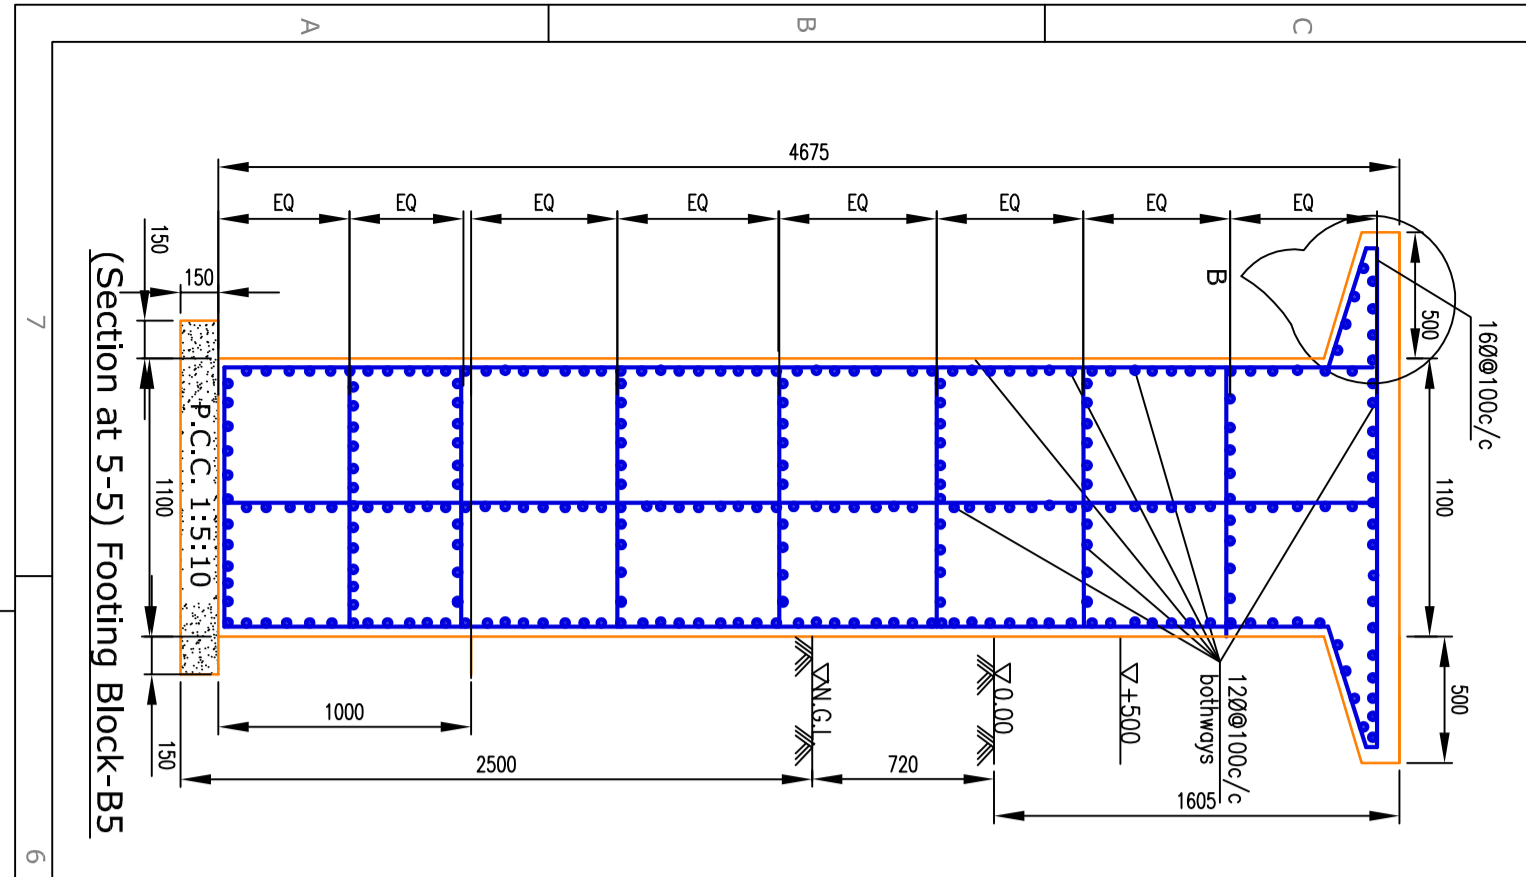 A
B
C
4675
EQ
EQ
EQ
EQ
EQ
EQ
EQ
EQ
150
150
B
500
16Ø@100c/c
7
P.C.C. 1:5:10
1100
1100
(Section at 5-5) Footing Block-B5
N.G.L
0.00
+500
12Ø@100c/c
bothways
500
1000
150
2500
720
1605
6